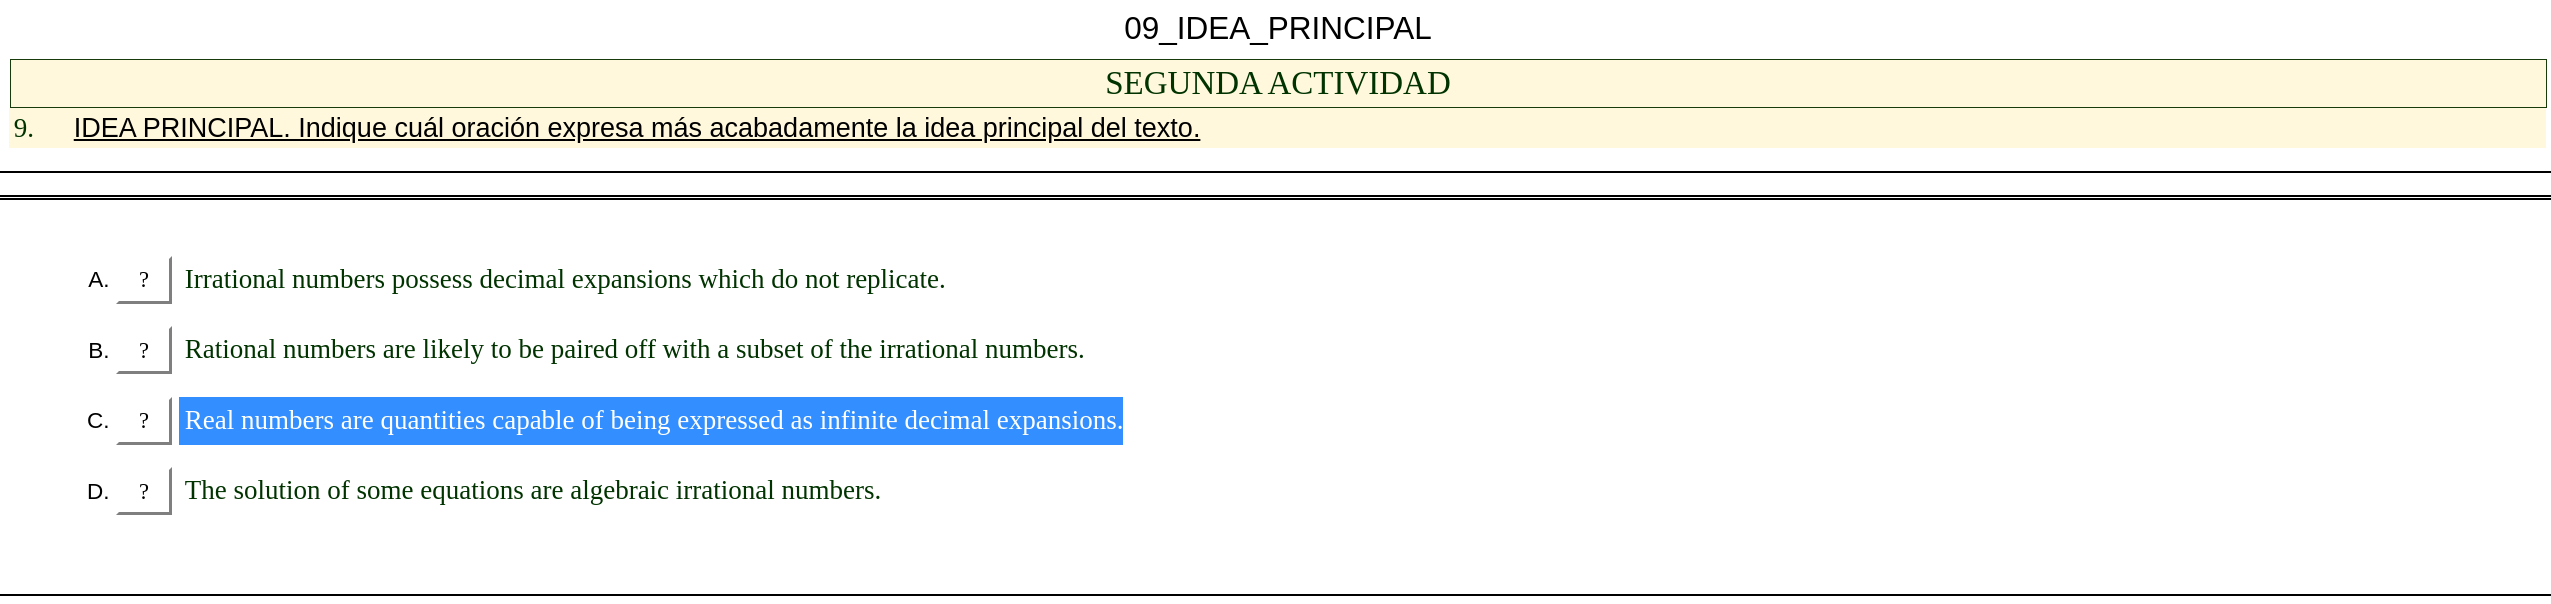 09_IDEA_PRINCIPAL
SEGUNDA ACTIVIDAD
9. IDEA PRINCIPAL. Indique cuál oración expresa más acabadamente la idea principal del texto.
A. ? Irrational numbers possess decimal expansions which do not replicate.
B. ? Rational numbers are likely to be paired off with a subset of the irrational numbers.
C. ? Real numbers are quantities capable of being expressed as infinite decimal expansions.
D. ? The solution of some equations are algebraic irrational numbers.